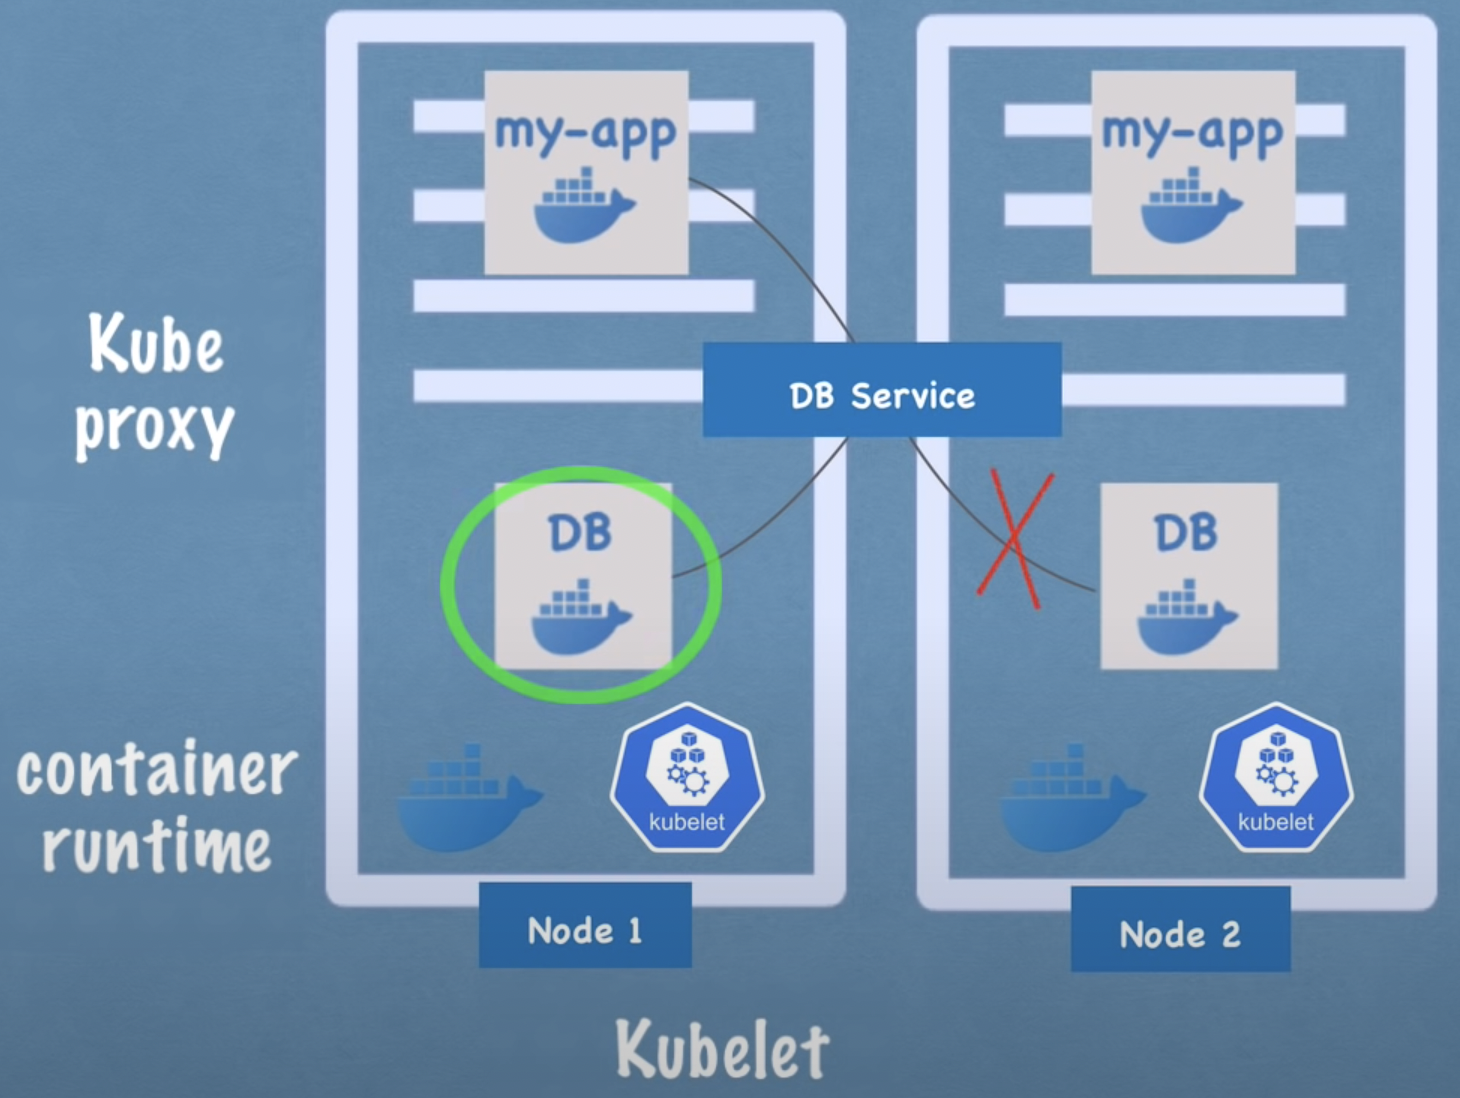 my-app
my-app
Kube
proxy
DB Service
DB
DB
container
runtime
kubelet
kubelet
Node 1
Node 2
Kubelet